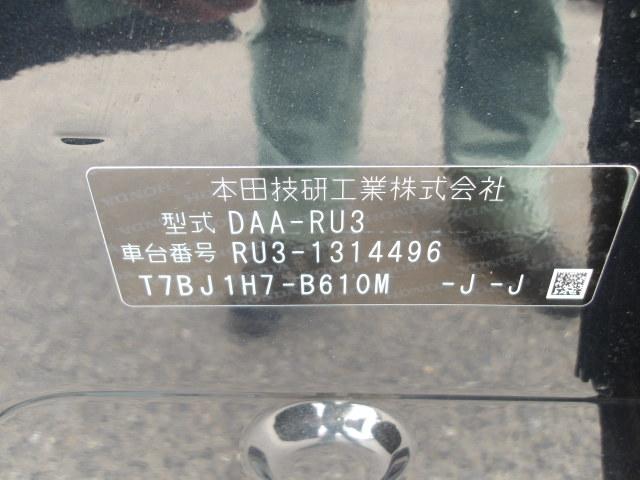 本田技研工業株式会社
型式 DAA-RU3
車台番号 RU3-1314496
T7BJ1H7-B610M -J -J